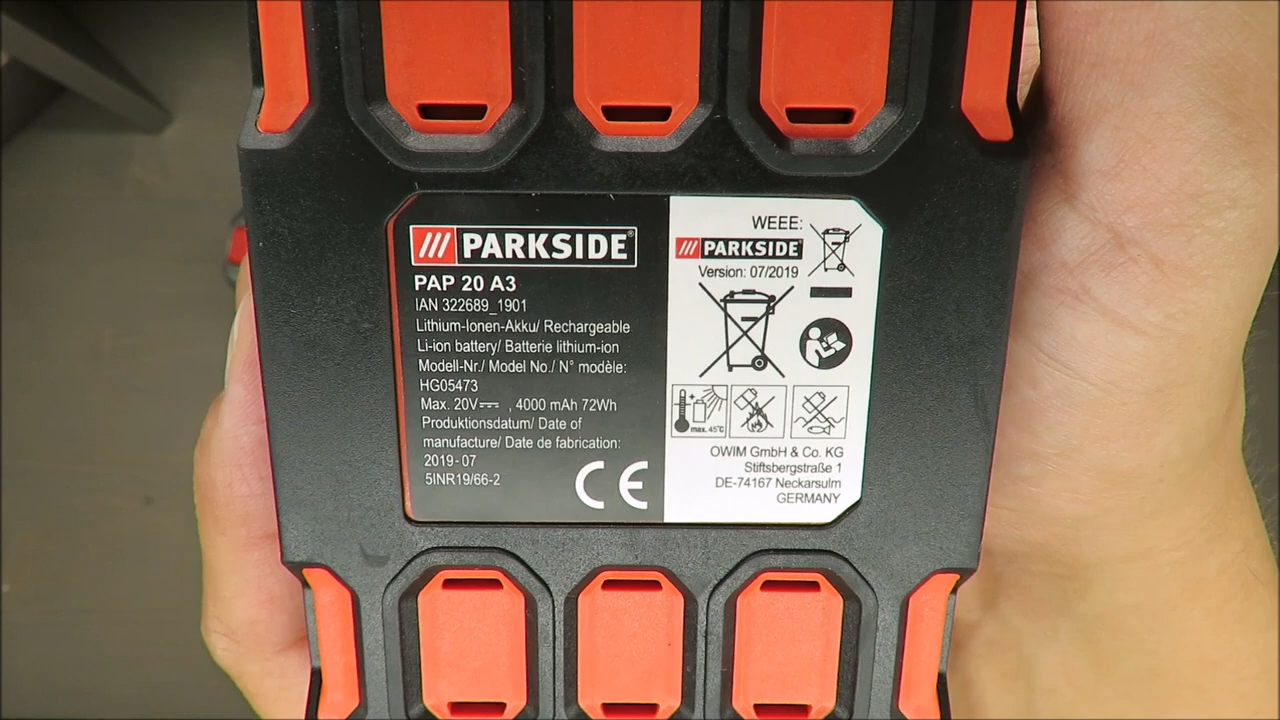 PARKSIDE®
PAP 20 A3
IAN 322689_1901
Lithium-Ionen-Akku/ Rechargeable
Li-ion battery/ Batterie lithium-ion
Modell-Nr./ Model No./ N° modèle:
HG05473
Max. 20V⎓ , 4000 mAh 72Wh
Produktionsdatum/ Date of
manufacture/ Date de fabrication:
2019-07
5INR19/66-2
CE
WEEE:
PARKSIDE
Version: 07/2019
max. 45°C
OWIM GmbH & Co. KG
Stiftsbergstraße 1
DE-74167 Neckarsulm
GERMANY